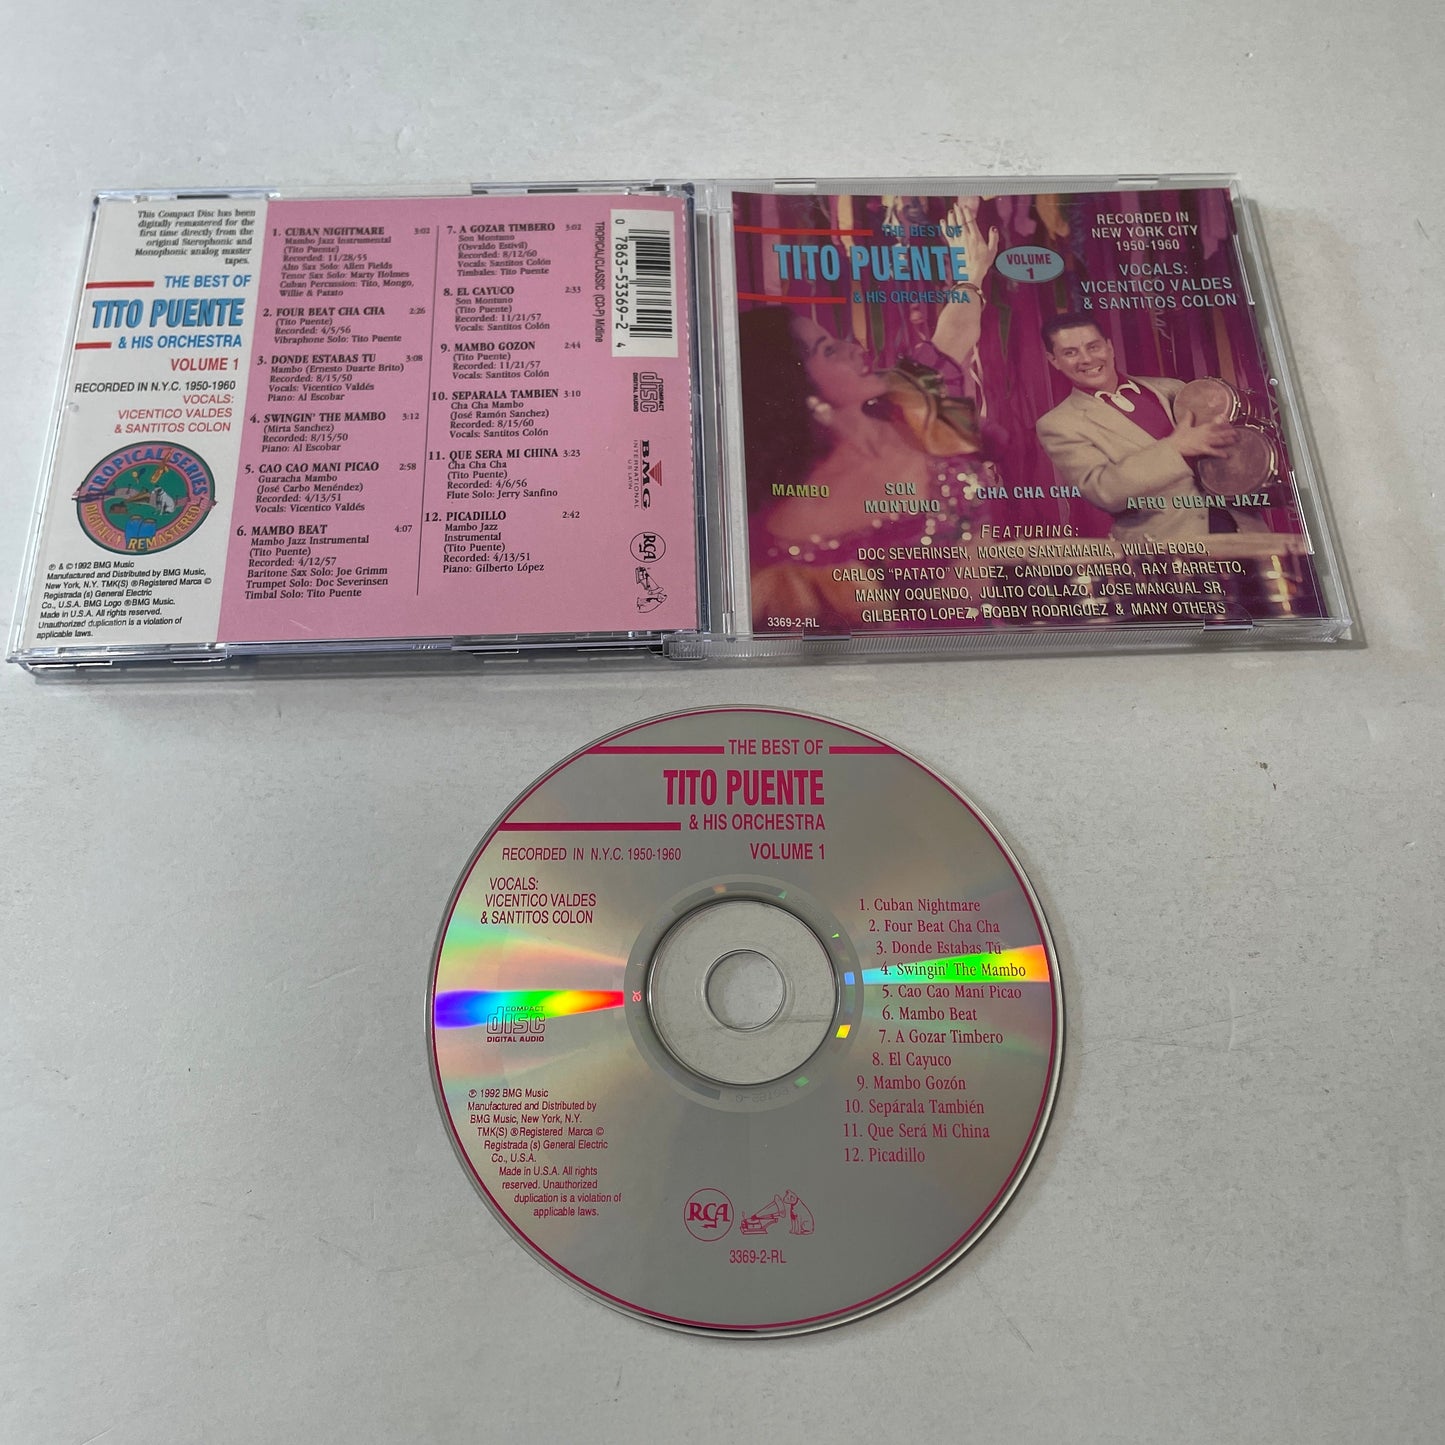 This Compact Disc has been
digitally remastered for the
first time directly from the
original Sterophonic and
Monophonic analog master
tapes.
THE BEST OF
TITO PUENTE
& HIS ORCHESTRA
VOLUME 1
RECORDED IN N.Y.C. 1950-1960
VOCALS:
VICENTICO VALDES
& SANTITOS COLON
TROPICAL SERIES
DIGITALLY REMASTERED
℗ & © 1992 BMG Music
Manufactured and Distributed by BMG Music,
New York, N.Y. TMK(S) ® Registered Marca ©
Registrada (s) General Electric
Co., U.S.A. BMG Logo ® BMG Music.
Made in U.S.A. All rights reserved.
Unauthorized duplication is a violation of
applicable laws.
1. CUBAN NIGHTMARE 3:02
Mambo Jazz Instrumental
(Tito Puente)
Recorded: 11/28/55
Alto Sax Solo: Allen Fields
Tenor Sax Solo: Marty Holmes
Cuban Percussion: Tito, Mongo,
Willie & Patato
2. FOUR BEAT CHA CHA 2:26
(Tito Puente)
Recorded: 4/5/56
Vibraphone Solo: Tito Puente
3. DONDE ESTABAS TU 3:08
Mambo (Ernesto Duarte Brito)
Recorded: 8/15/50
Vocals: Vicentico Valdés
Piano: Al Escobar
4. SWINGIN' THE MAMBO 3:12
(Mirta Sanchez)
Recorded: 8/15/50
Piano: Al Escobar
5. CAO CAO MANI PICAO 2:58
Guaracha Mambo
(José Carbo Menéndez)
Recorded: 4/13/51
Vocals: Vicentico Valdés
6. MAMBO BEAT 4:07
Mambo Jazz Instrumental
(Tito Puente)
Recorded: 4/12/57
Baritone Sax Solo: Joe Grimm
Trumpet Solo: Doc Severinsen
Timbal Solo: Tito Puente
7. A GOZAR TIMBERO 3:02
Son Montuno
(Osvaldo Estivil)
Recorded: 8/12/60
Vocals: Santitos Colón
Timbales: Tito Puente
8. EL CAYUCO 2:33
Son Montuno
(Tito Puente)
Recorded: 11/21/57
Vocals: Santitos Colón
9. MAMBO GOZON 2:44
(Tito Puente)
Recorded: 11/21/57
Vocals: Santitos Colón
10. SEPARALA TAMBIEN 3:10
Cha Cha Mambo
(José Ramón Sanchez)
Recorded: 8/15/60
Vocals: Santitos Colón
11. QUE SERA MI CHINA 3:23
Cha Cha Cha
(Tito Puente)
Recorded: 4/6/56
Flute Solo: Jerry Sanfino
12. PICADILLO 2:42
Mambo Jazz
Instrumental
(Tito Puente)
Recorded: 4/13/51
Piano: Gilberto López
TROPICAL/CLASSIC (CD-P) Midline
0 7863-53369-2 4
COMPACT
disc
DIGITAL AUDIO
BMG
INTERNATIONAL
US LATIN
RCA
THE BEST OF
TITO PUENTE
& HIS ORCHESTRA
VOLUME
1
RECORDED IN
NEW YORK CITY
1950-1960
VOCALS:
VICENTICO VALDES
& SANTITOS COLON
MAMBO
SON
MONTUNO
CHA CHA CHA
AFRO CUBAN JAZZ
FEATURING:
DOC SEVERINSEN, MONGO SANTAMARIA, WILLIE BOBO,
CARLOS "PATATO" VALDEZ, CANDIDO CAMERO, RAY BARRETTO,
MANNY OQUENDO, JULITO COLLAZO, JOSE MANGUAL SR,
GILBERTO LOPEZ, BOBBY RODRIGUEZ & MANY OTHERS
3369-2-RL
THE BEST OF
TITO PUENTE
& HIS ORCHESTRA
RECORDED IN N.Y.C. 1950-1960
VOLUME 1
VOCALS:
VICENTICO VALDES
& SANTITOS COLON
1. Cuban Nightmare
2. Four Beat Cha Cha
3. Donde Estabas Tú
4. Swingin' The Mambo
5. Cao Cao Maní Picao
6. Mambo Beat
7. A Gozar Timbero
8. El Cayuco
9. Mambo Gozón
10. Sepárala También
11. Que Será Mi China
12. Picadillo
COMPACT
disc
DIGITAL AUDIO
℗ 1992 BMG Music
Manufactured and Distributed by
BMG Music, New York, N.Y.
TMK(S) ® Registered Marca ©
Registrada (s) General Electric
Co., U.S.A.
Made in U.S.A. All rights
reserved. Unauthorized
duplication is a violation of
applicable laws.
RCA
3369-2-RL